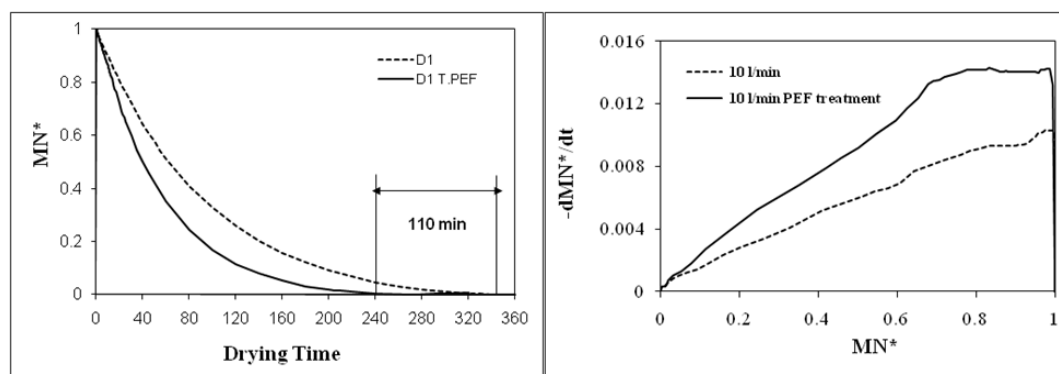 1
0.8
0.6
0.4
0.2
0
MN*
D1
D1 T.PEF
110 min
0 40 80 120 160 200 240 280 320 360
Drying Time
0.016
0.012
0.008
0.004
0
-dMN*/dt
10 l/min
10 l/min PEF treatment
0 0.2 0.4 0.6 0.8 1
MN*